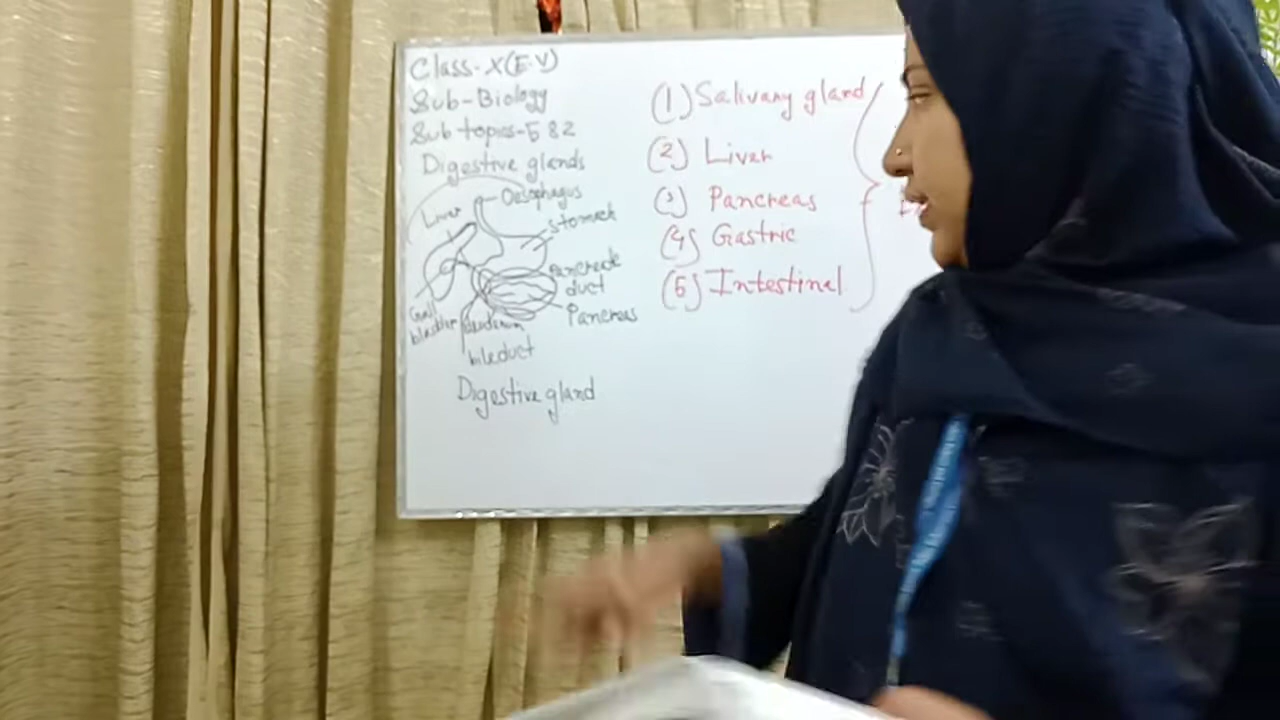 Class-X(E.V)
Sub-Biology
Sub topics-5 82
Digestive glands
Oesophagus
Liver
stomach
Pancreatic
duct
Pancreas
Gall
bladder
bileduct
Digestive gland
(1) Salivary gland
(2) Liver
(3) Pancreas
(4) Gastric
(5) Intestinal